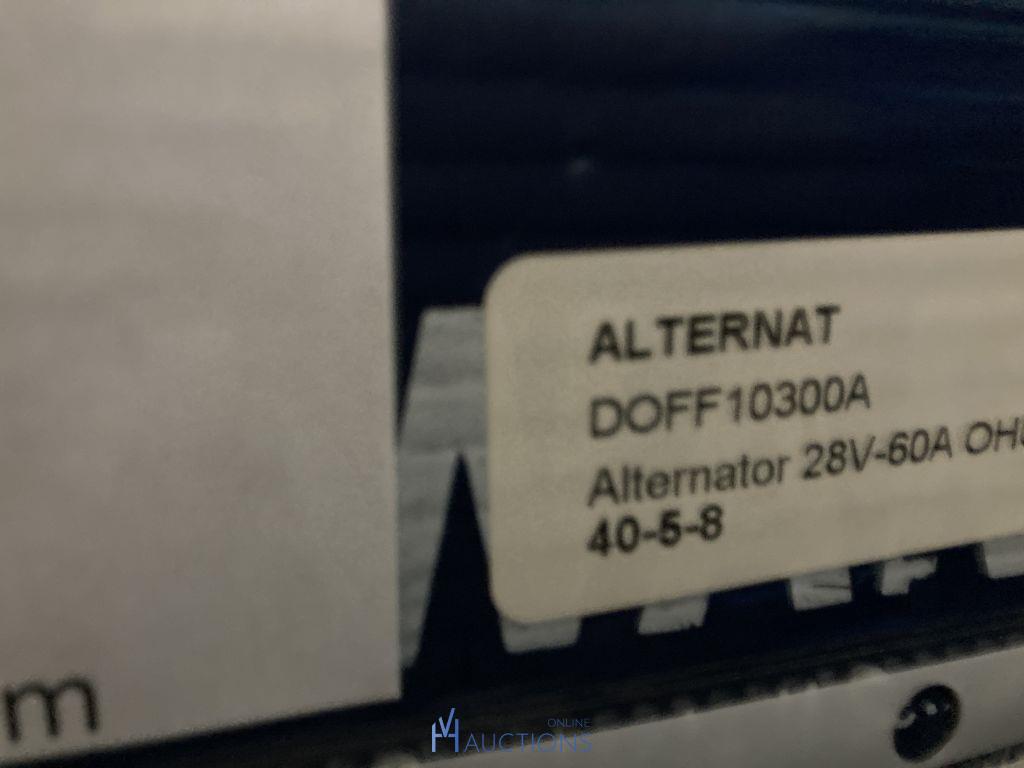 ALTERNAT
DOFF10300A
Alternator 28V-60A
40-5-8
m
ONLINE
AUCTIONS